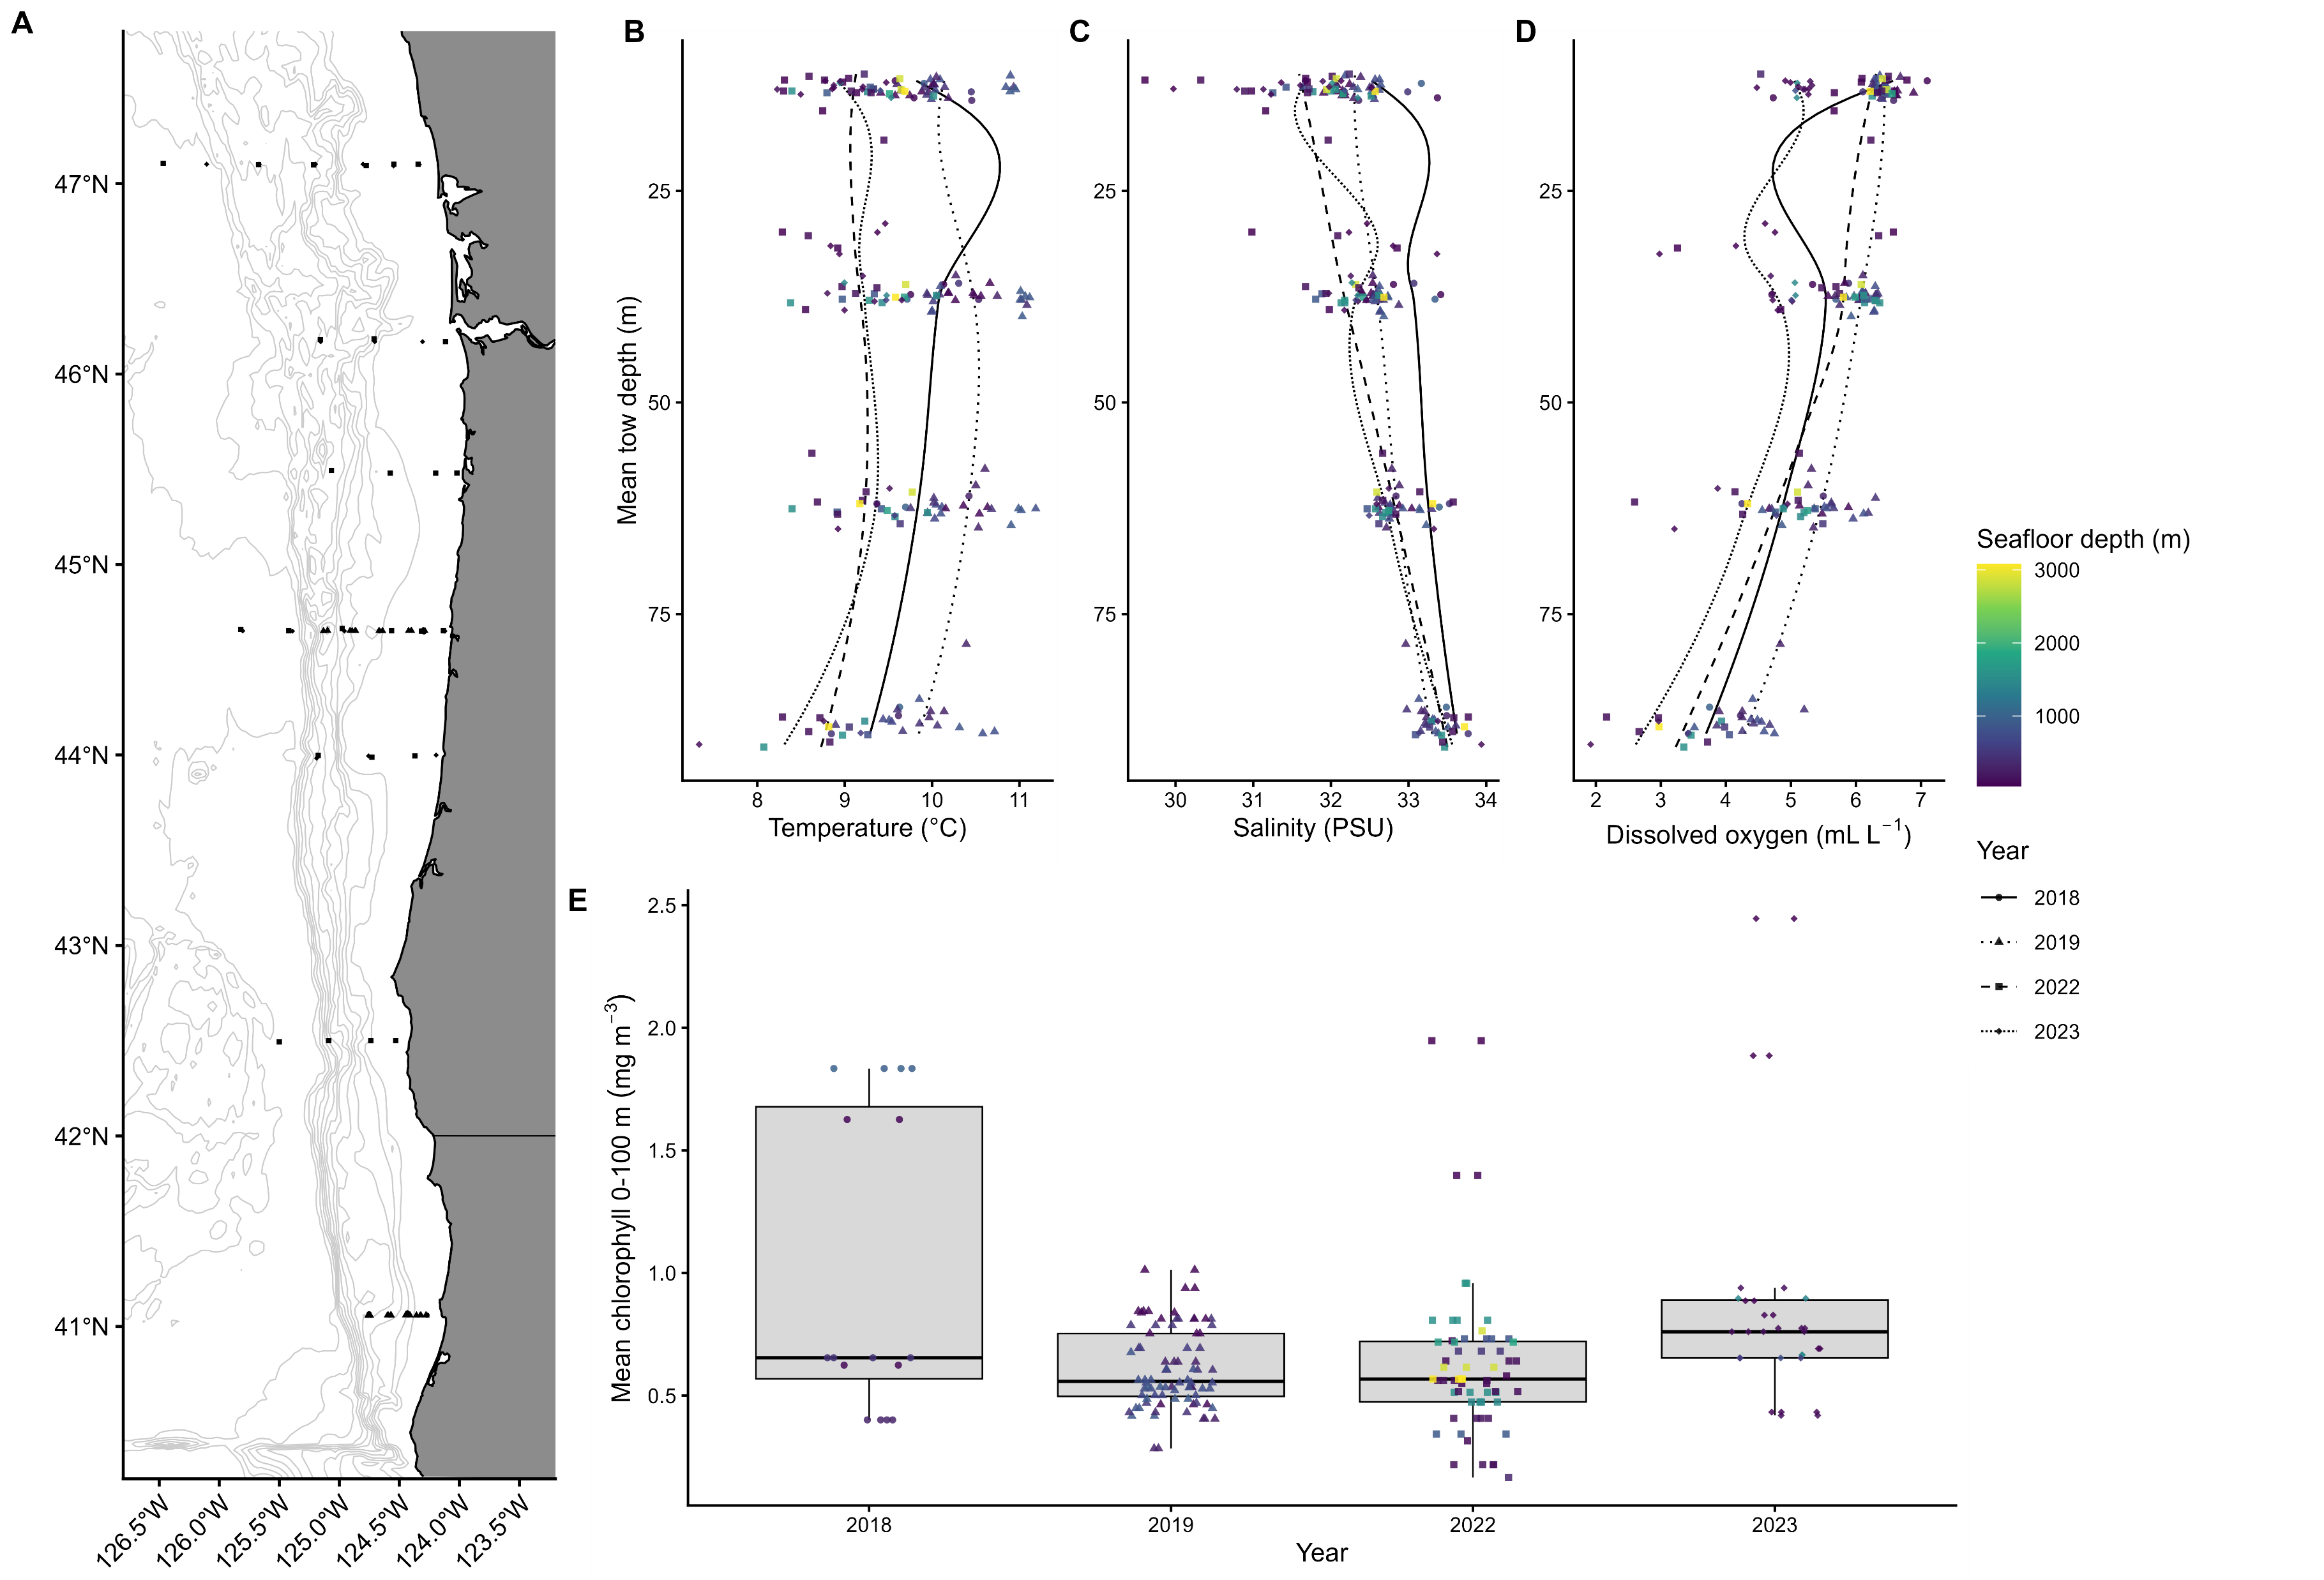 A
47°N
46°N
45°N
44°N
43°N
42°N
41°N
126.5°W
126.0°W
125.5°W
125.0°W
124.5°W
124.0°W
123.5°W
B
Mean tow depth (m)
25
50
75
8
9
10
11
Temperature (°C)
C
25
50
75
30
31
32
33
34
Salinity (PSU)
D
25
50
75
2
3
4
5
6
7
Dissolved oxygen (mL L⁻¹)
Seafloor depth (m)
3000
2000
1000
Year
2018
2019
2022
2023
E
Mean chlorophyll 0-100 m (mg m⁻³)
2.5
2.0
1.5
1.0
0.5
2018
2019
2022
2023
Year